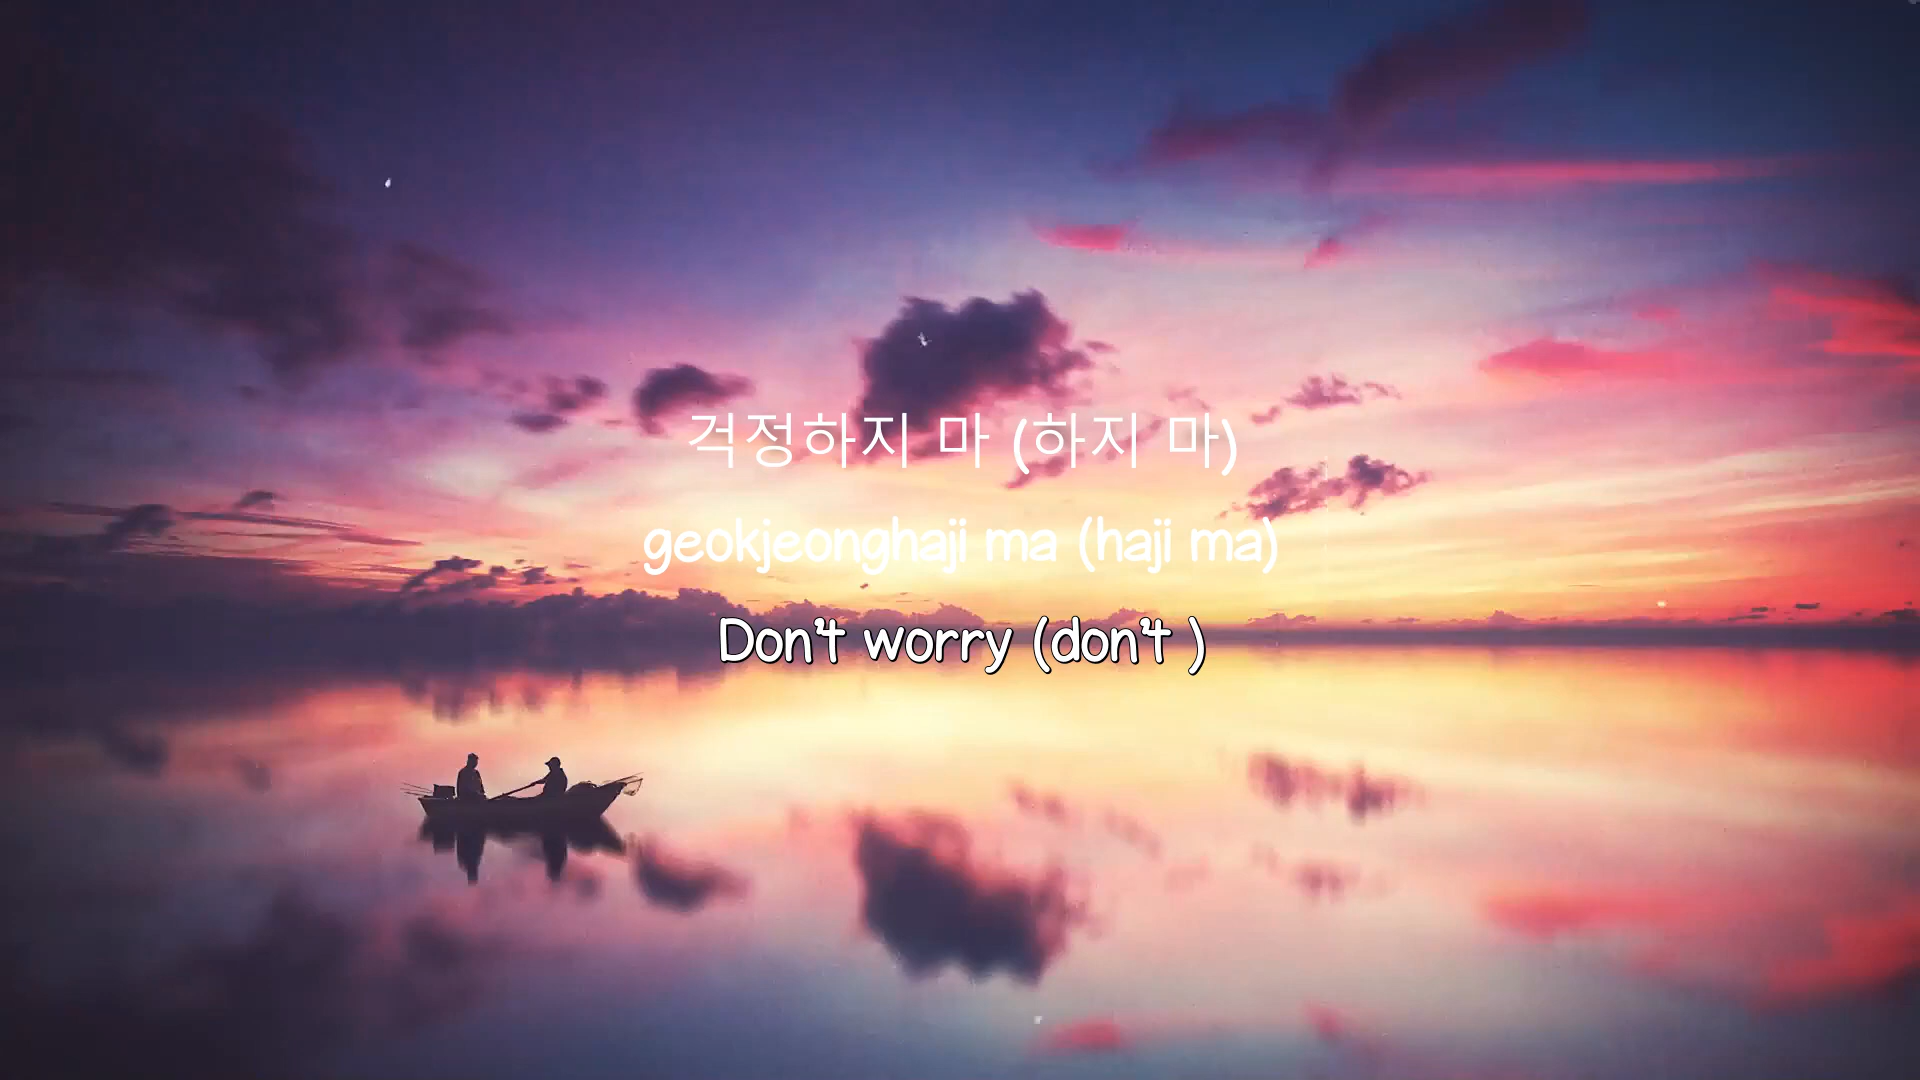 걱정하지 마 (하지 마)
geokjeonghaji ma (haji ma)
Don't worry (don't )